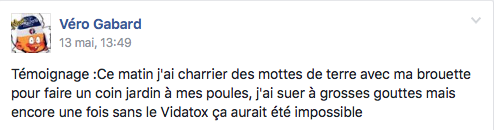 Véro Gabard
13 mai, 13:49
Témoignage :Ce matin j'ai charrier des mottes de terre avec ma brouette
pour faire un coin jardin à mes poules, j'ai suer à grosses gouttes mais
encore une fois sans le Vidatox ça aurait été impossible